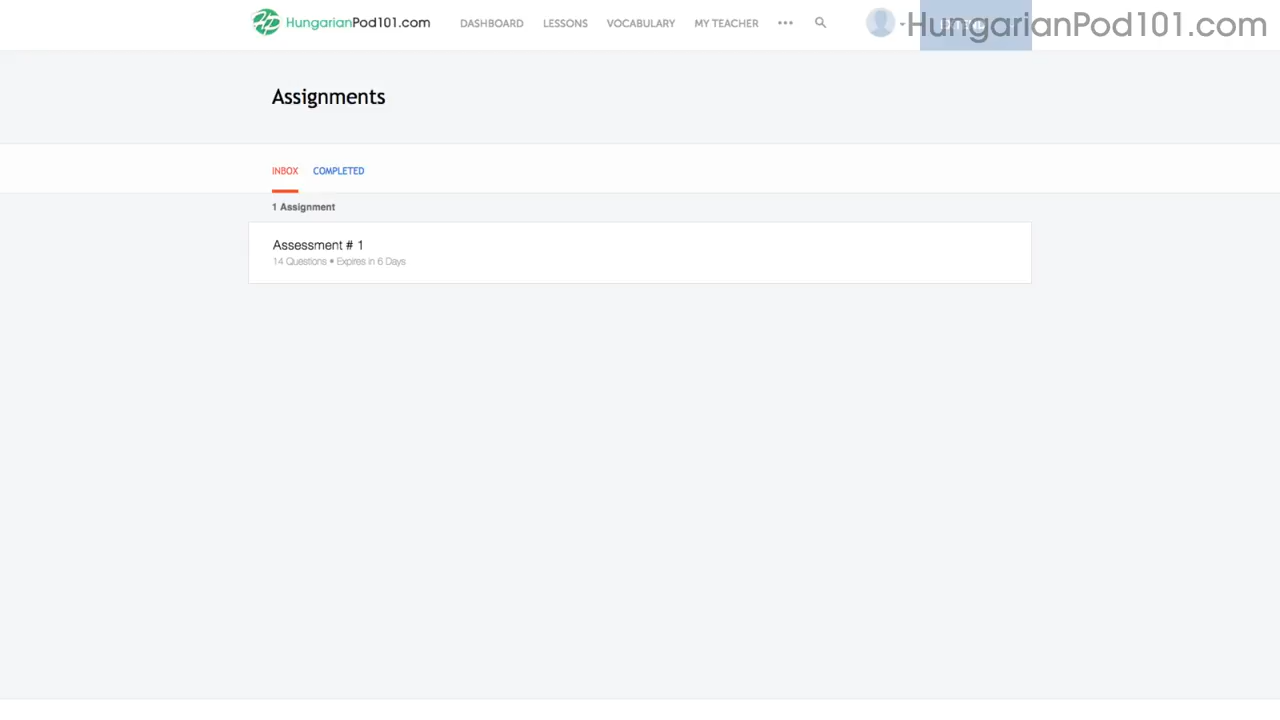 HungarianPod101.com DASHBOARD LESSONS VOCABULARY MY TEACHER ••• HungarianPod101.com
Assignments
INBOX COMPLETED
1 Assignment
Assessment # 1
14 Questions • Expires in 6 Days